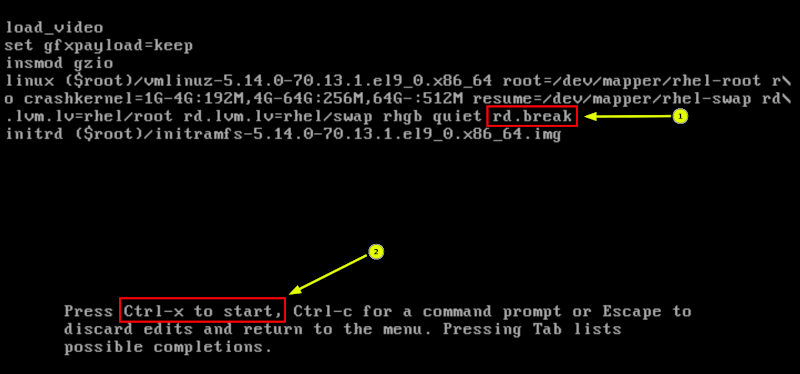 load_video
set gfxpayload=keep
insmod gzio
linux ($root)/vmlinuz-5.14.0-70.13.1.el9_0.x86_64 root=/dev/mapper/rhel-root r\
o crashkernel=1G-4G:192M,4G-64G:256M,64G-:512M resume=/dev/mapper/rhel-swap rd\
.lvm.lv=rhel/root rd.lvm.lv=rhel/swap rhgb quiet rd.break
1
initrd ($root)/initramfs-5.14.0-70.13.1.el9_0.x86_64.img
2
Press Ctrl-x to start, Ctrl-c for a command prompt or Escape to
discard edits and return to the menu. Pressing Tab lists
possible completions.